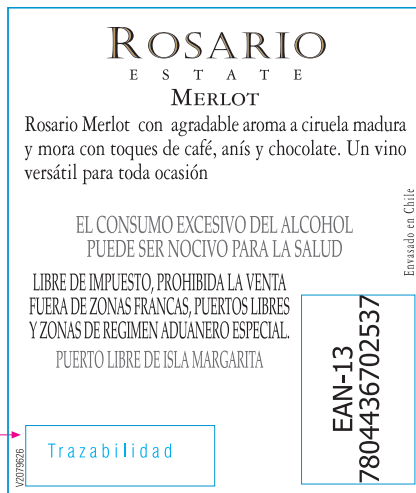 ROSARIO
ESTATE
MERLOT
Rosario Merlot con agradable aroma a ciruela madura
y mora con toques de café, anís y chocolate. Un vino
versátil para toda ocasión
EL CONSUMO EXCESIVO DEL ALCOHOL
PUEDE SER NOCIVO PARA LA SALUD
Envasado en Chile
LIBRE DE IMPUESTO, PROHIBIDA LA VENTA
FUERA DE ZONAS FRANCAS, PUERTOS LIBRES
Y ZONAS DE REGIMEN ADUANERO ESPECIAL.
PUERTO LIBRE DE ISLA MARGARITA
EAN-13
7804436702537
Trazabilidad
V2079626